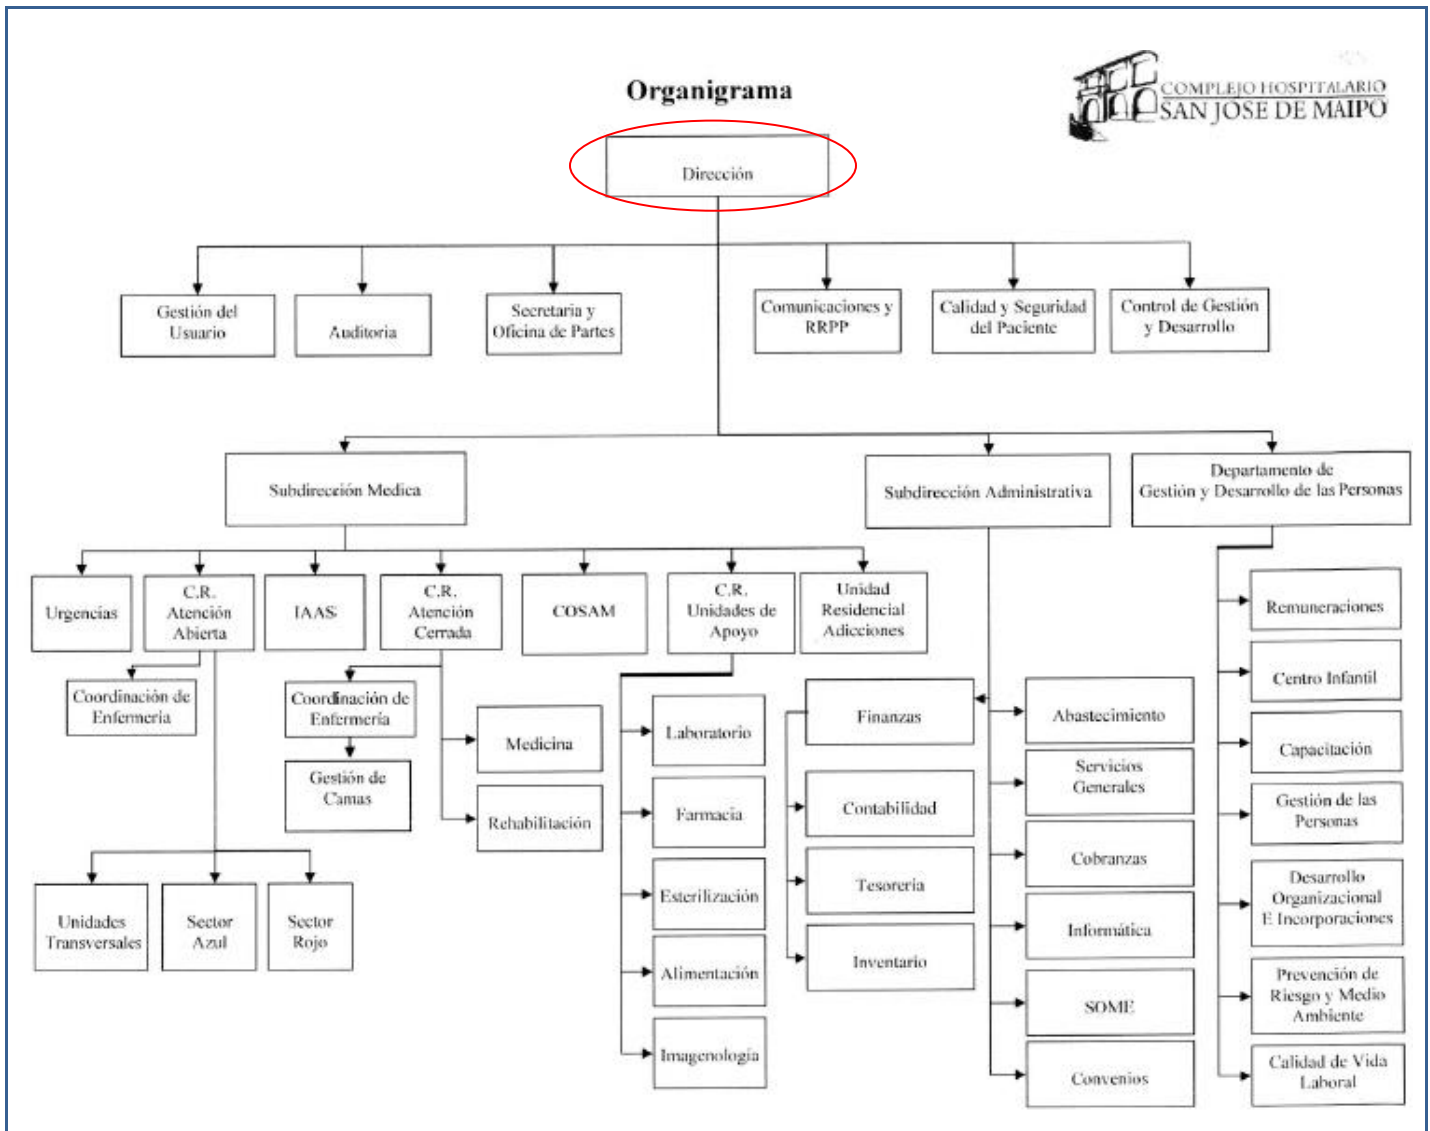 Organigrama
COMPLEJO HOSPITALARIO
SAN JOSE DE MAIPO
Dirección
Gestión del
Usuario
Auditoria
Secretaria y
Oficina de Partes
Comunicaciones y
RRPP
Calidad y Seguridad
del Paciente
Control de Gestión
y Desarrollo
Subdirección Medica
Subdirección Administrativa
Departamento de
Gestión y Desarrollo de las Personas
Urgencias
C.R.
Atención
Abierta
IAAS
C.R.
Atención
Cerrada
COSAM
C.R.
Unidades de
Apoyo
Unidad
Residencial
Adicciones
Coordinación de
Enfermería
Coordinación de
Enfermería
Gestión de
Camas
Medicina
Rehabilitación
Unidades
Transversales
Sector
Azul
Sector
Rojo
Laboratorio
Farmacia
Esterilización
Alimentación
Imagenología
Finanzas
Contabilidad
Tesorería
Inventario
Abastecimiento
Servicios
Generales
Cobranzas
Informática
SOME
Convenios
Remuneraciones
Centro Infantil
Capacitación
Gestión de las
Personas
Desarrollo
Organizacional
E Incorporaciones
Prevención de
Riesgo y Medio
Ambiente
Calidad de Vida
Laboral